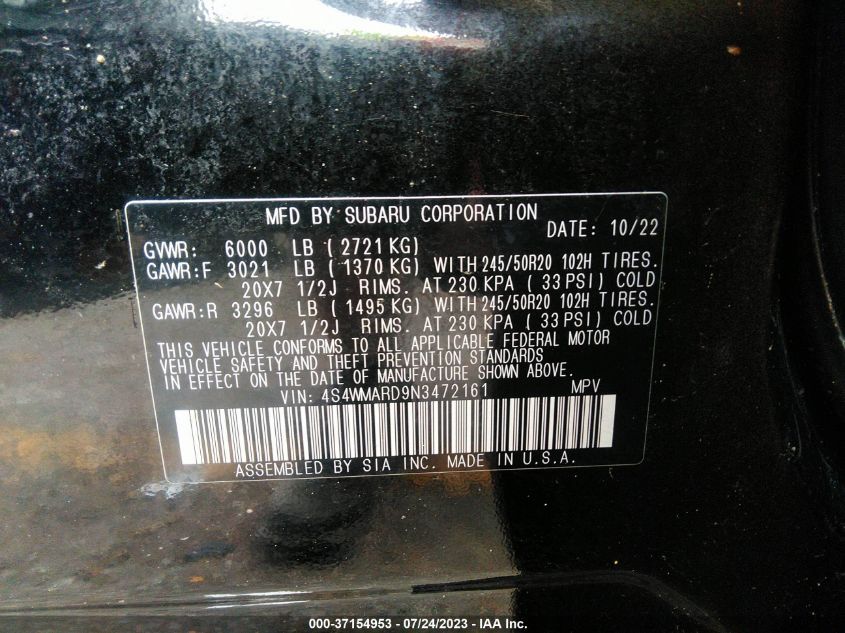 MFD BY SUBARU CORPORATION
DATE: 10/22
GVWR: 6000 LB (2721 KG)
GAWR:F 3021 LB (1370 KG) WITH 245/50R20 102H TIRES.
20X7 1/2J RIMS. AT 230 KPA (33 PSI) COLD
GAWR:R 3296 LB (1495 KG) WITH 245/50R20 102H TIRES.
20X7 1/2J RIMS. AT 230 KPA (33 PSI) COLD
THIS VEHICLE CONFORMS TO ALL APPLICABLE FEDERAL MOTOR
VEHICLE SAFETY AND THEFT PREVENTION STANDARDS
IN EFFECT ON THE DATE OF MANUFACTURE SHOWN ABOVE.
VIN: 4S4WMARD9N3472161 MPV
ASSEMBLED BY SIA INC. MADE IN U.S.A.
000-37154953 - 07/24/2023 - IAA Inc.